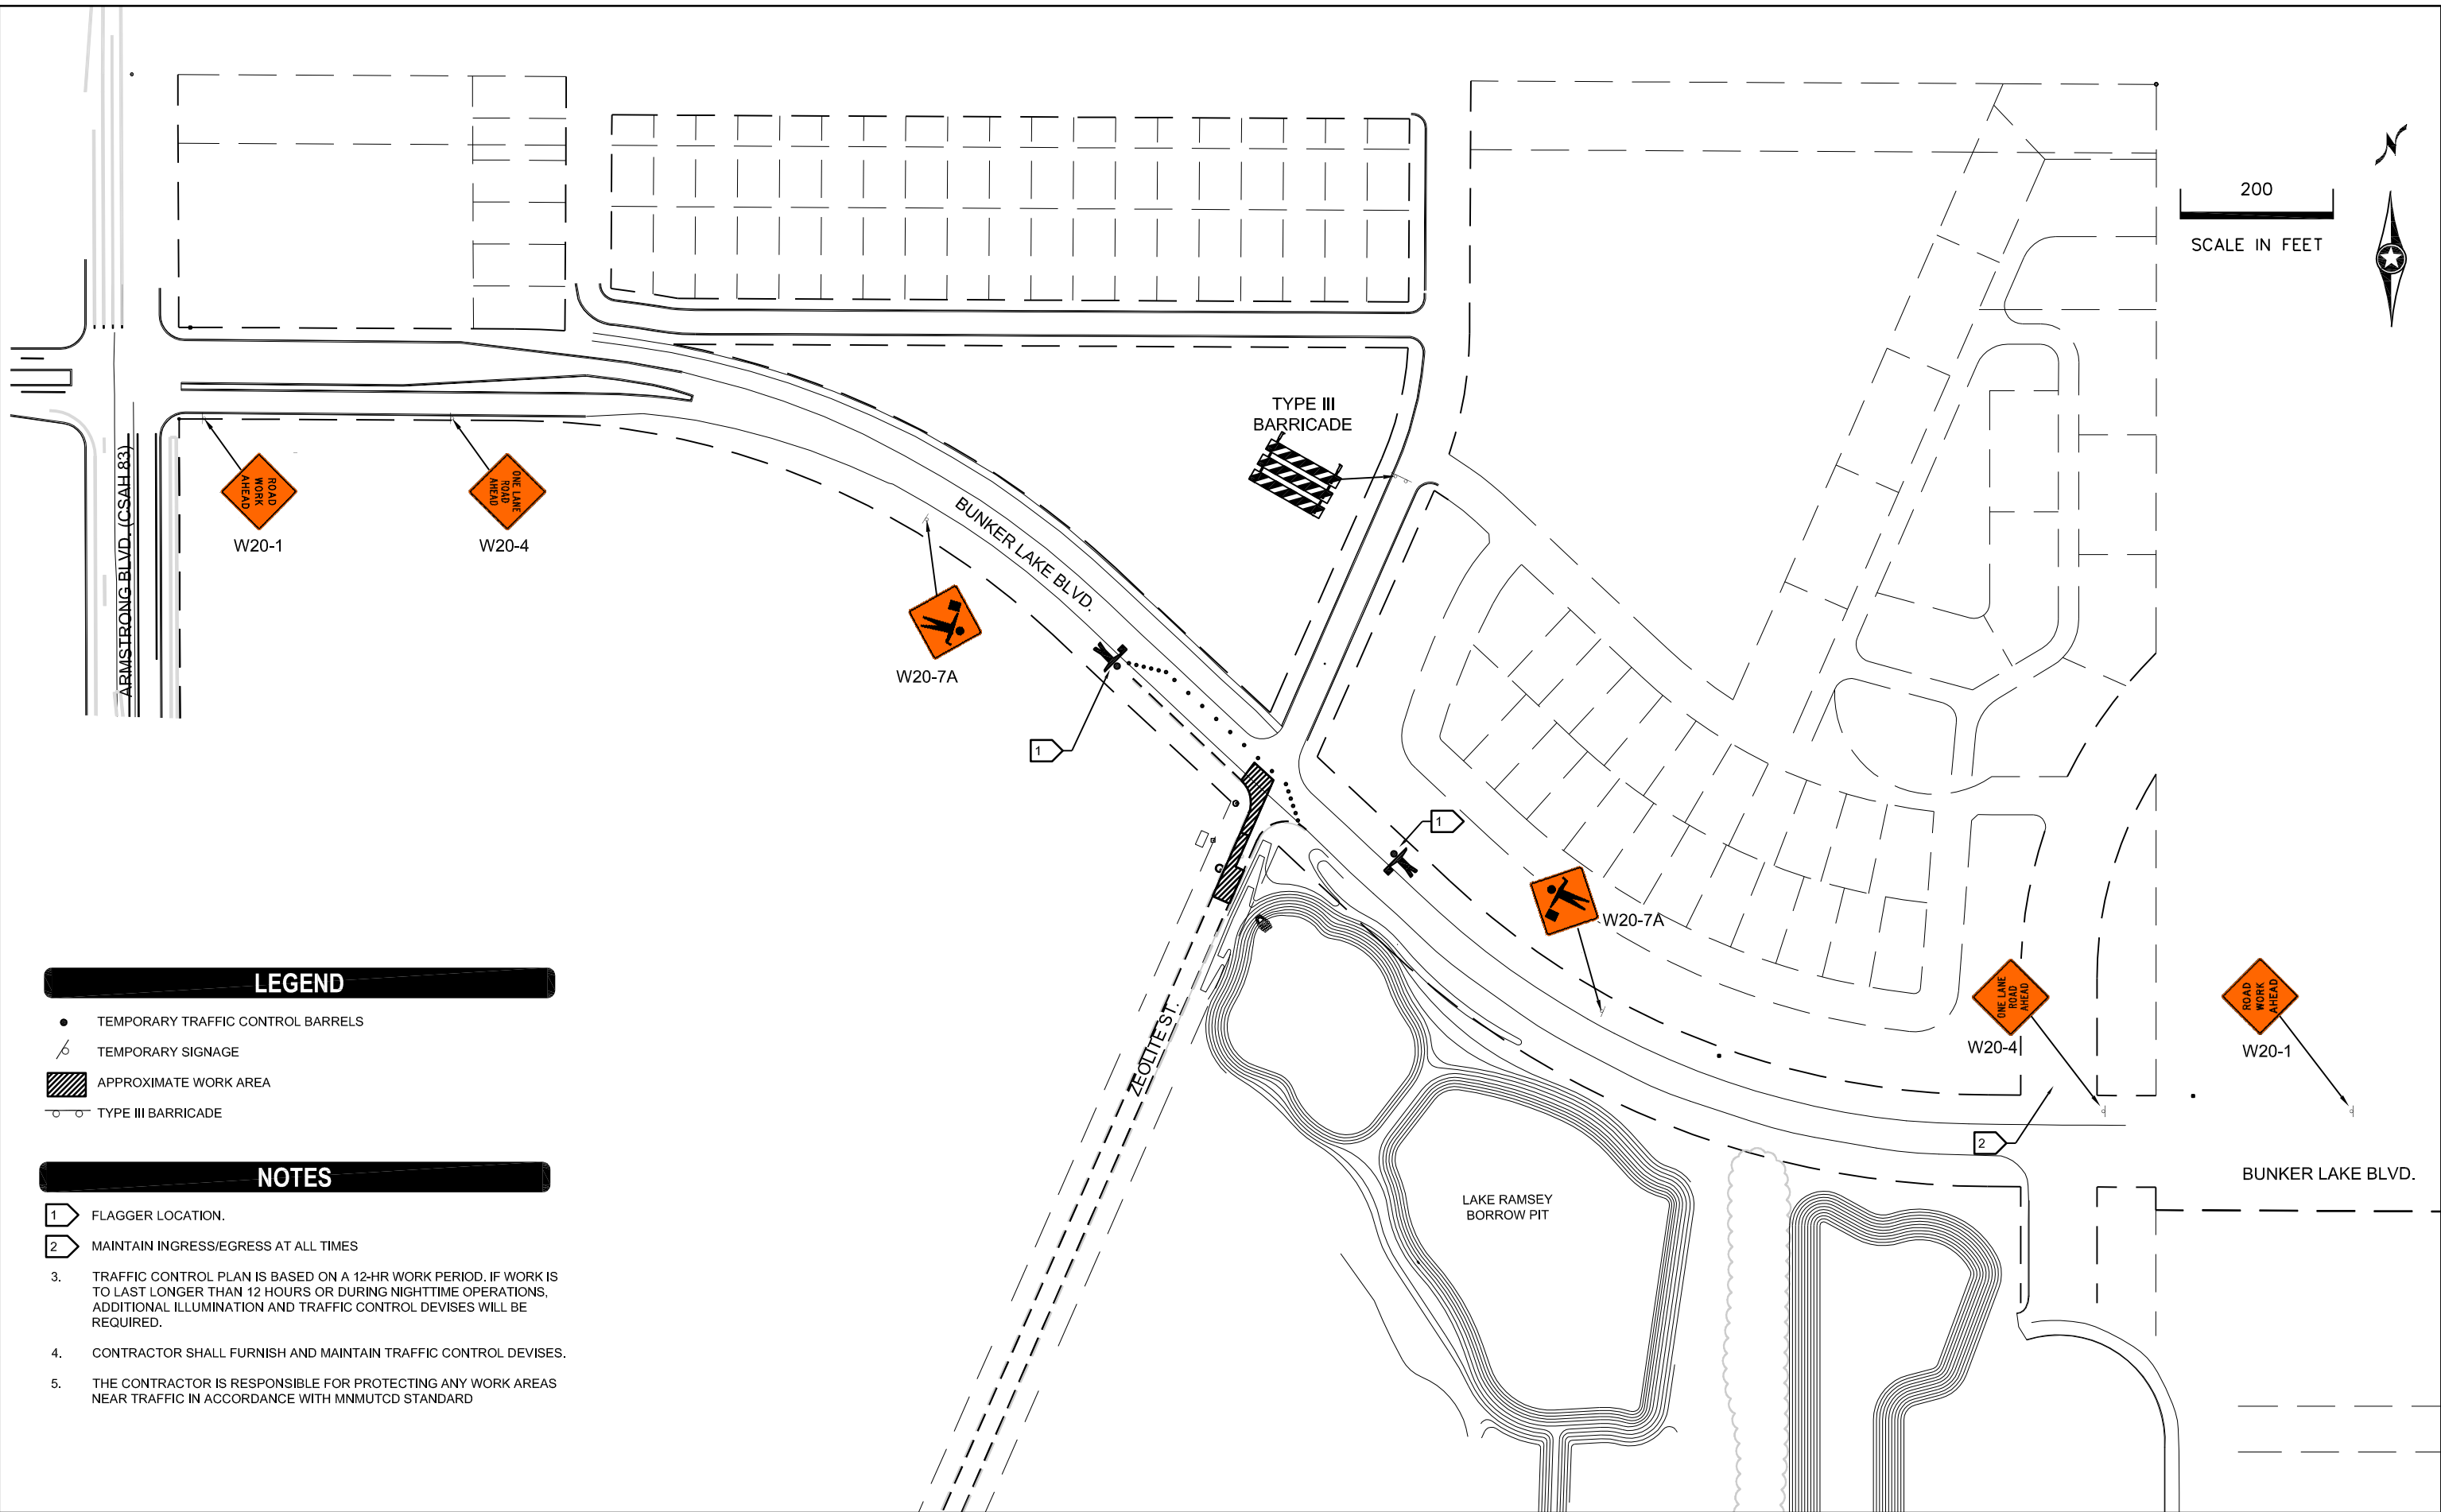 N
200
SCALE IN FEET
TYPE III
BARRICADE
ARMSTRONG BLVD. (CSAH 83)
ROAD
WORK
AHEAD
W20-1
ONE LANE
ROAD
AHEAD
W20-4
BUNKER LAKE BLVD.
W20-7A
1
1
W20-7A
ONE LANE
ROAD
AHEAD
W20-4
ROAD
WORK
AHEAD
W20-1
2
BUNKER LAKE BLVD.
ZEOLITE ST.
LAKE RAMSEY
BORROW PIT
LEGEND
TEMPORARY TRAFFIC CONTROL BARRELS
TEMPORARY SIGNAGE
APPROXIMATE WORK AREA
TYPE III BARRICADE
NOTES
1 FLAGGER LOCATION.
2 MAINTAIN INGRESS/EGRESS AT ALL TIMES
3. TRAFFIC CONTROL PLAN IS BASED ON A 12-HR WORK PERIOD. IF WORK IS
TO LAST LONGER THAN 12 HOURS OR DURING NIGHTTIME OPERATIONS,
ADDITIONAL ILLUMINATION AND TRAFFIC CONTROL DEVISES WILL BE
REQUIRED.
4. CONTRACTOR SHALL FURNISH AND MAINTAIN TRAFFIC CONTROL DEVISES.
5. THE CONTRACTOR IS RESPONSIBLE FOR PROTECTING ANY WORK AREAS
NEAR TRAFFIC IN ACCORDANCE WITH MNMUTCD STANDARD